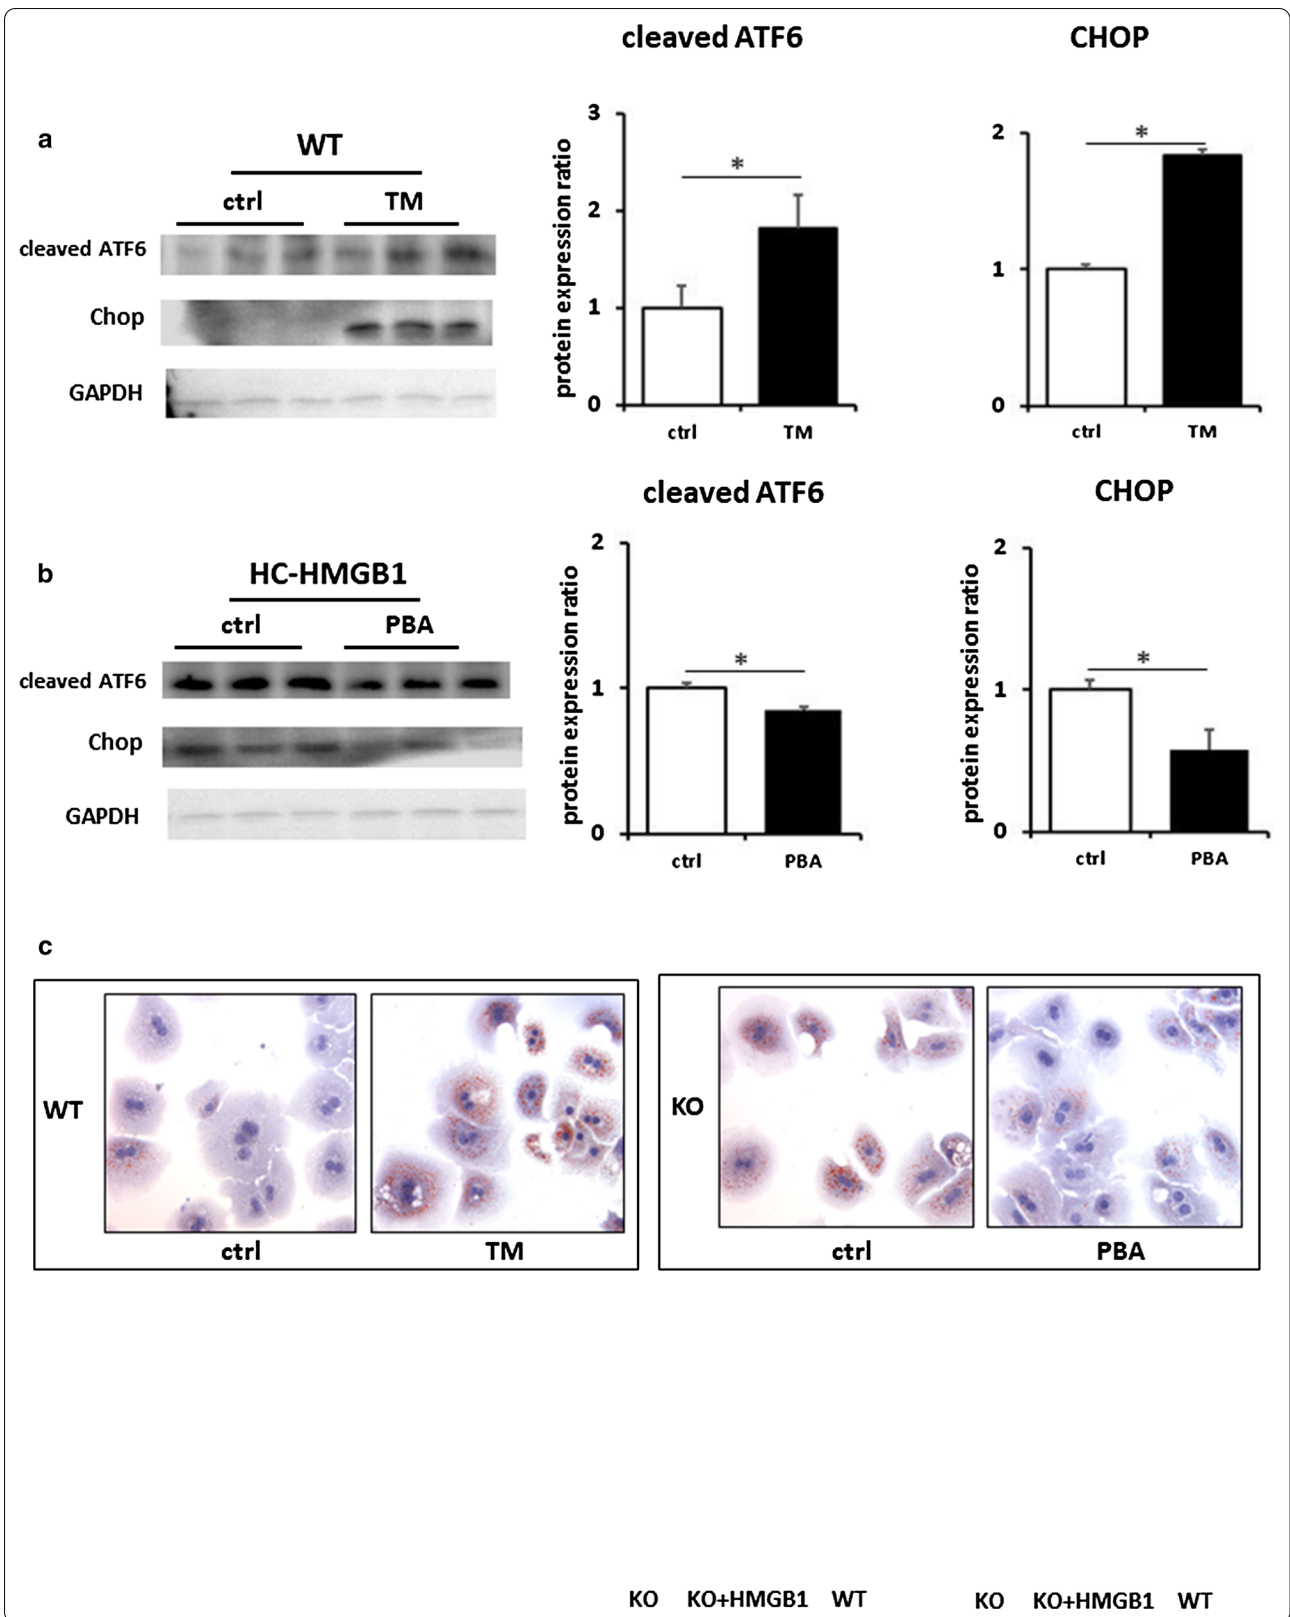 cleaved ATF6
CHOP
a
WT
ctrl
TM
cleaved ATF6
Chop
GAPDH
protein expression ratio
3
2
1
0
*
ctrl
TM
2
1
0
*
ctrl
TM
cleaved ATF6
CHOP
b
HC-HMGB1
ctrl
PBA
cleaved ATF6
Chop
GAPDH
protein expression ratio
2
1
0
*
ctrl
PBA
protein expression ratio
2
1
0
*
ctrl
PBA
c
WT
ctrl
TM
KO
ctrl
PBA
KO KO+HMGB1 WT
KO KO+HMGB1 WT